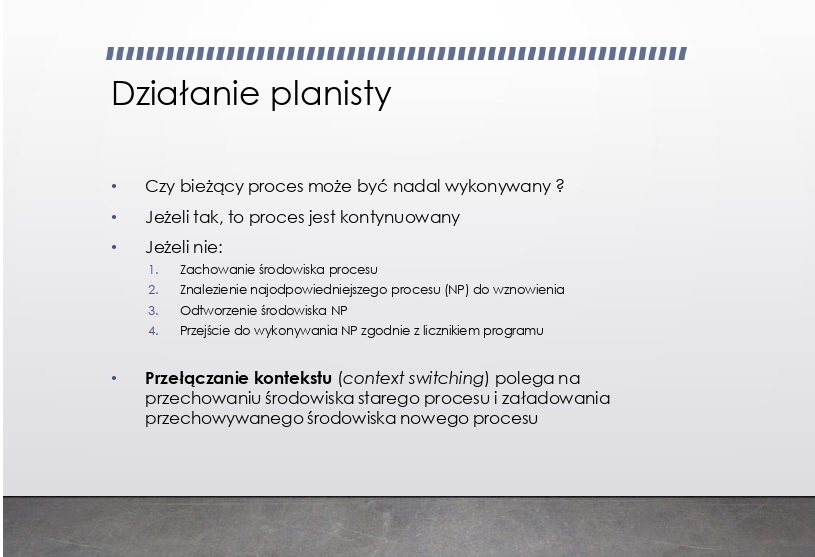 Działanie planisty
• Czy bieżący proces może być nadal wykonywany ?
• Jeżeli tak, to proces jest kontynuowany
• Jeżeli nie:
1. Zachowanie środowiska procesu
2. Znalezienie najodpowiedniejszego procesu (NP) do wznowienia
3. Odtworzenie środowiska NP
4. Przejście do wykonywania NP zgodnie z licznikiem programu
• Przełączanie kontekstu (context switching) polega na
przechowaniu środowiska starego procesu i załadowania
przechowywanego środowiska nowego procesu